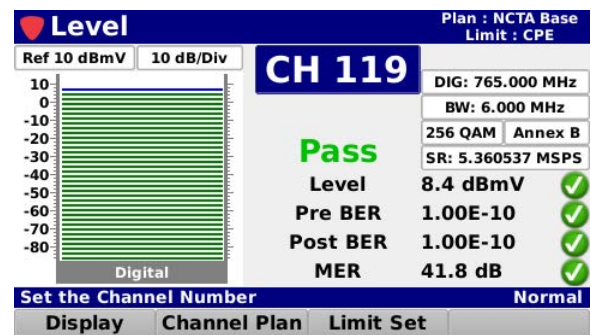 Level
Plan : NCTA Base
Limit : CPE
Ref 10 dBmV
10 dB/Div
10
0
-10
-20
-30
-40
-50
-60
-70
-80
Digital
CH 119
DIG: 765.000 MHz
BW: 6.000 MHz
256 QAM
Annex B
SR: 5.360537 MSPS
Pass
Level 8.4 dBmV
Pre BER 1.00E-10
Post BER 1.00E-10
MER 41.8 dB
Set the Channel Number
Normal
Display
Channel Plan
Limit Set